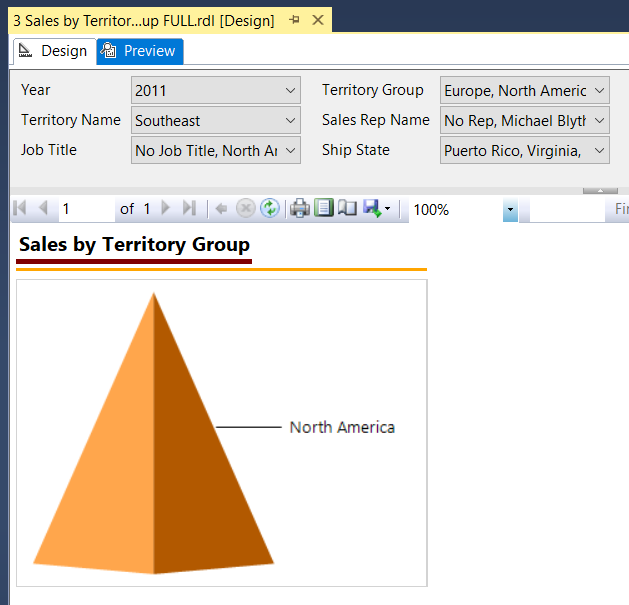 3 Sales by Territor...up FULL.rdl [Design]
Design Preview
Year 2011 Territory Group Europe, North Americ
Territory Name Southeast Sales Rep Name No Rep, Michael Blyth
Job Title No Job Title, North Ar Ship State Puerto Rico, Virginia,
1 of 1 100% Fi
Sales by Territory Group
North America